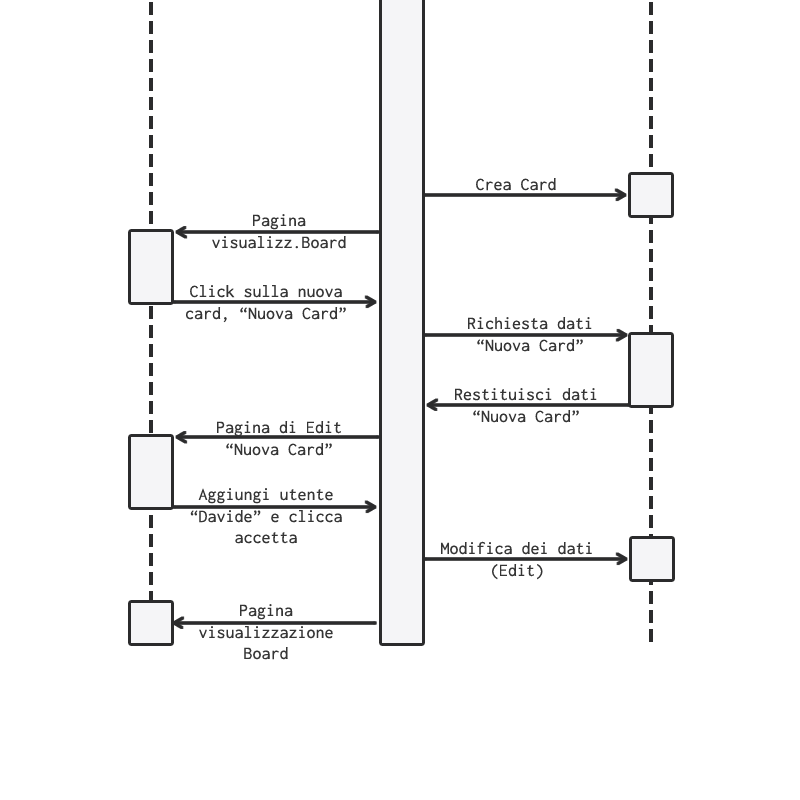 Crea Card
Pagina
visualizz.Board
Click sulla nuova
card, “Nuova Card”
Richiesta dati
“Nuova Card”
Restituisci dati
“Nuova Card”
Pagina di Edit
“Nuova Card”
Aggiungi utente
“Davide” e clicca
accetta
Modifica dei dati
(Edit)
Pagina
visualizzazione
Board